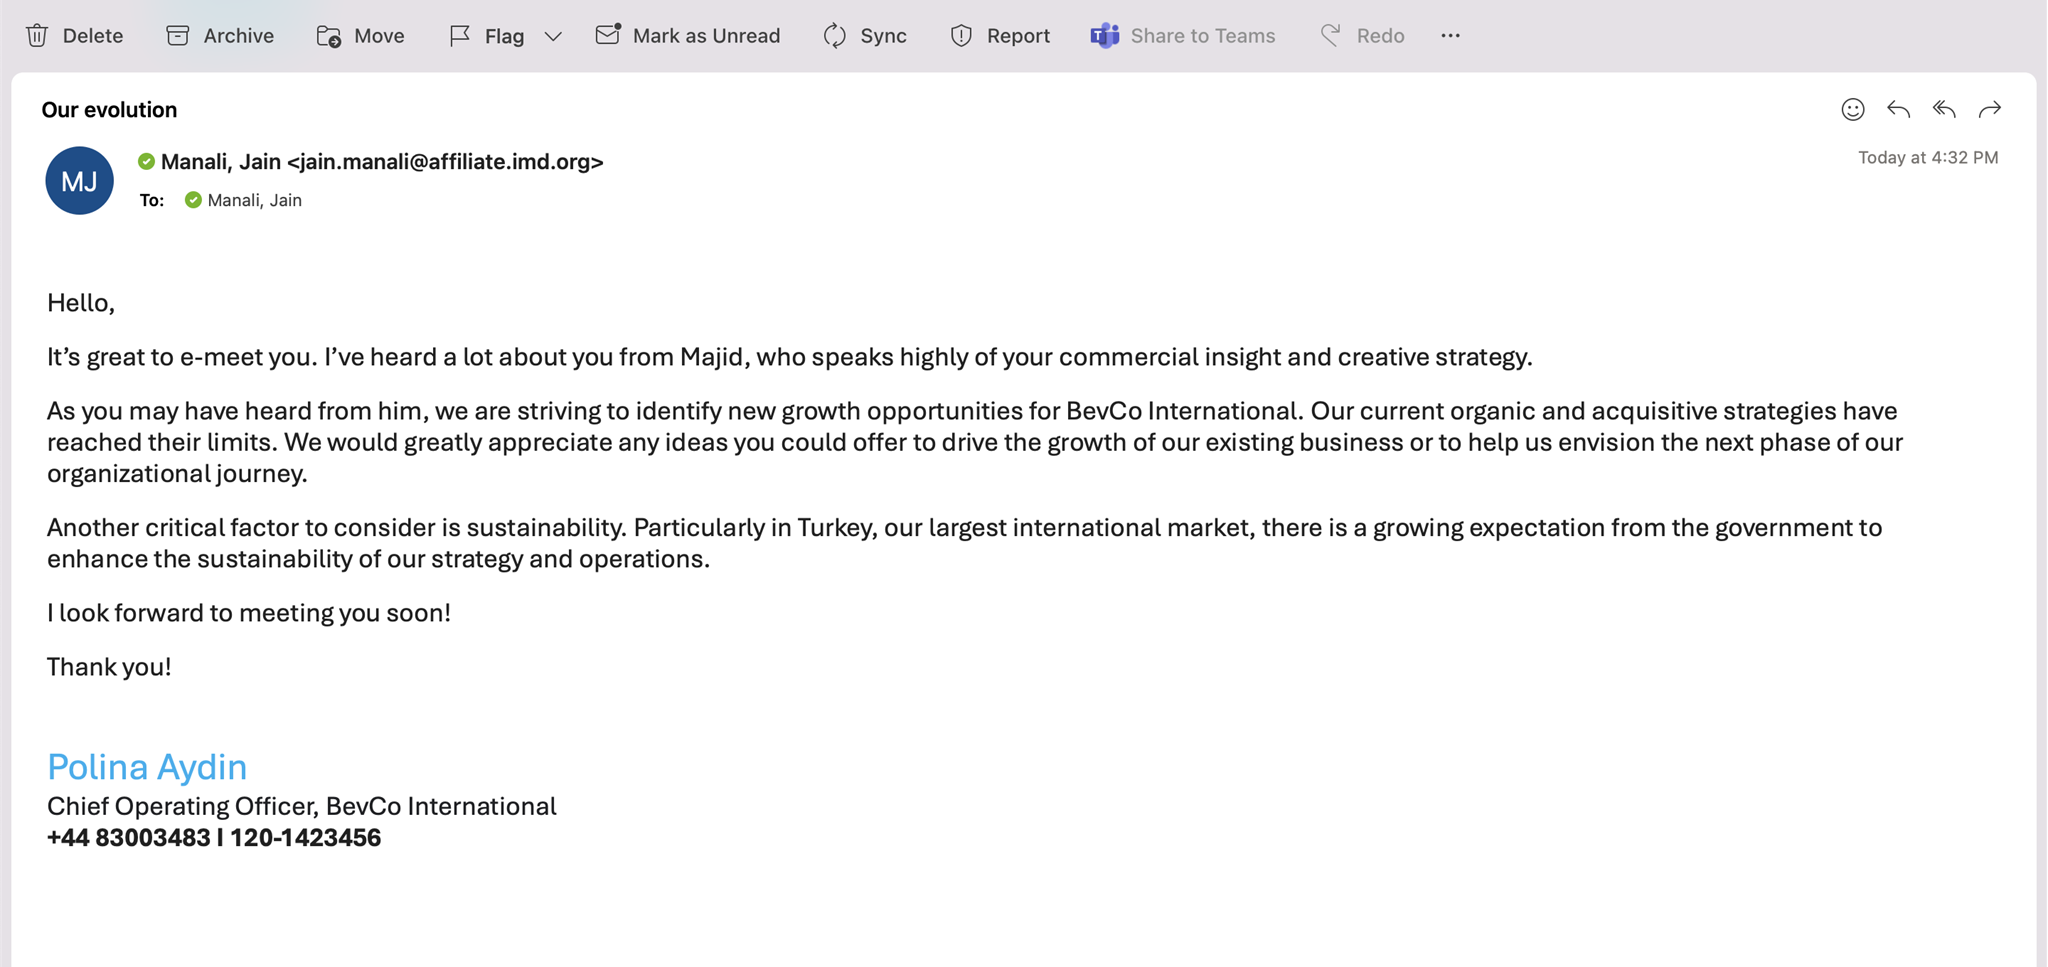 Delete Archive Move Flag Mark as Unread Sync Report Share to Teams Redo ...
Our evolution
MJ
Manali, Jain <jain.manali@affiliate.imd.org>
Today at 4:32 PM
To: Manali, Jain
Hello,
It’s great to e-meet you. I’ve heard a lot about you from Majid, who speaks highly of your commercial insight and creative strategy.
As you may have heard from him, we are striving to identify new growth opportunities for BevCo International. Our current organic and acquisitive strategies have
reached their limits. We would greatly appreciate any ideas you could offer to drive the growth of our existing business or to help us envision the next phase of our
organizational journey.
Another critical factor to consider is sustainability. Particularly in Turkey, our largest international market, there is a growing expectation from the government to
enhance the sustainability of our strategy and operations.
I look forward to meeting you soon!
Thank you!
Polina Aydin
Chief Operating Officer, BevCo International
+44 83003483 I 120-1423456